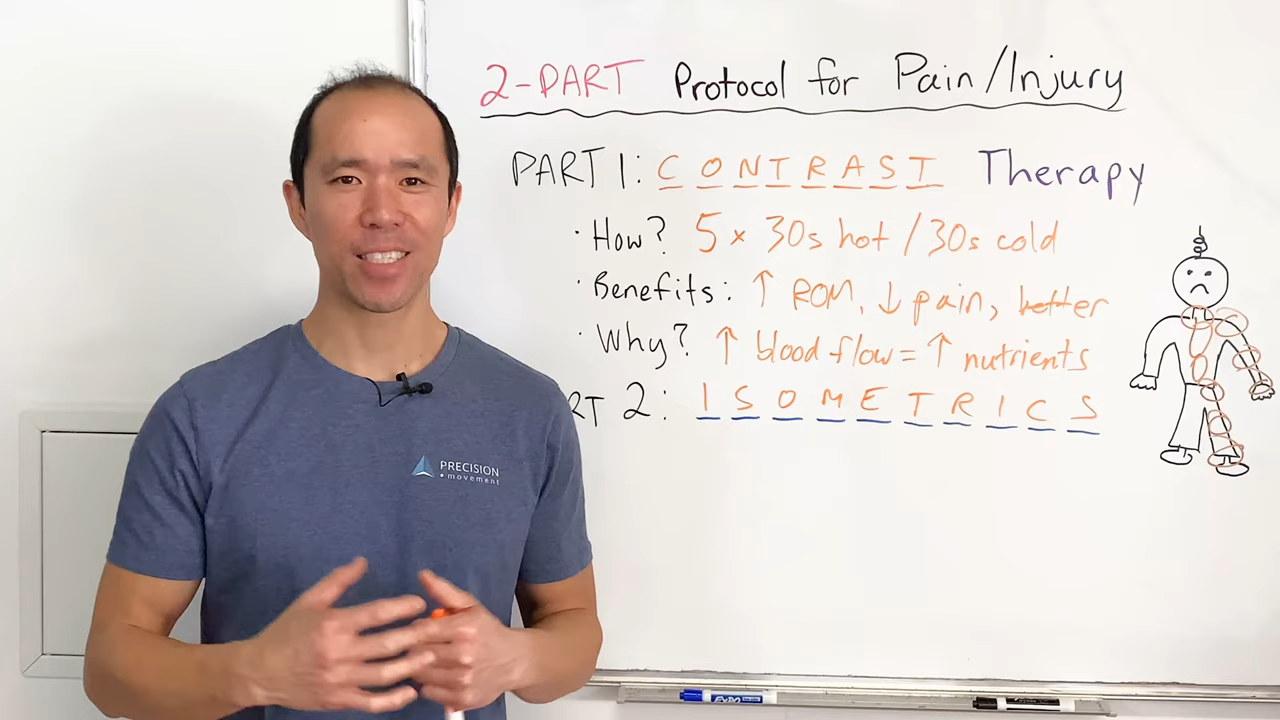 2-PART Protocol for Pain/Injury
PART 1: CONTRAST Therapy
· How? 5 × 30s hot / 30s cold
· Benefits: ↑ ROM, ↓ pain, better
· Why? ↑ blood flow = ↑ nutrients
RT 2: ISOMETRICS
PRECISION
movement
EXPO